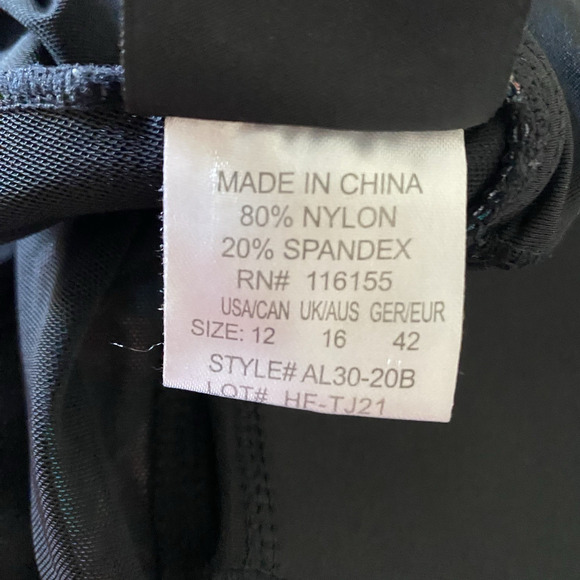 MADE IN CHINA
80% NYLON
20% SPANDEX
RN# 116155
USA/CAN UK/AUS GER/EUR
SIZE: 12 16 42
STYLE# AL30-20B
LOT# HF-TJ21